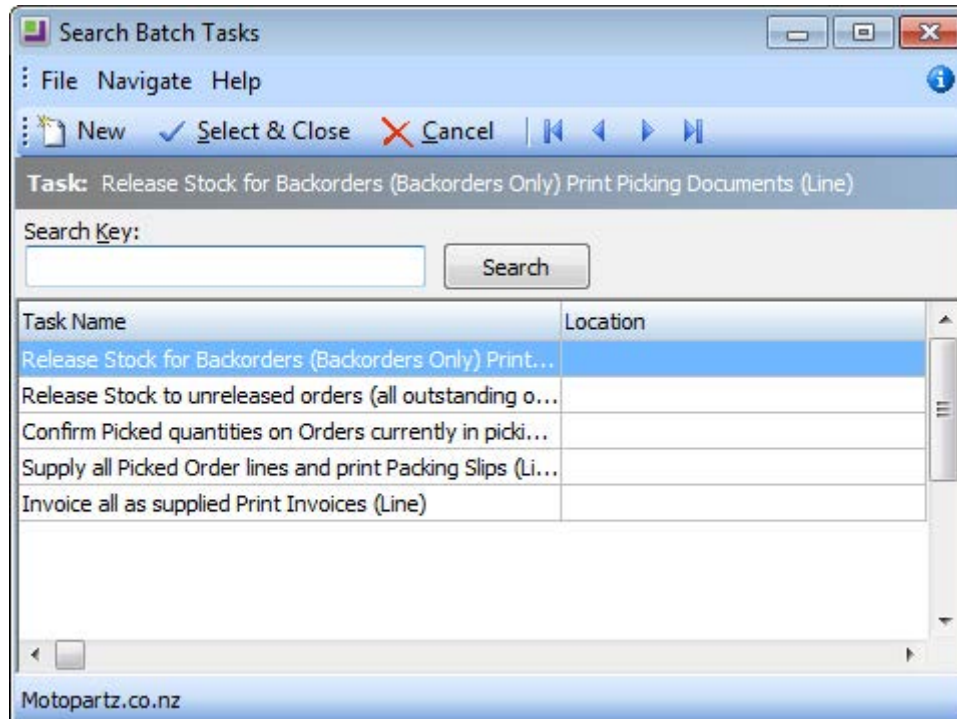 Search Batch Tasks
File Navigate Help
New Select & Close Cancel
Task: Release Stock for Backorders (Backorders Only) Print Picking Documents (Line)
Search Key:
Search
Task Name Location
Release Stock for Backorders (Backorders Only) Print...
Release Stock to unreleased orders (all outstanding o...
Confirm Picked quantities on Orders currently in picki...
Supply all Picked Order lines and print Packing Slips (Li...
Invoice all as supplied Print Invoices (Line)
Motopartz.co.nz